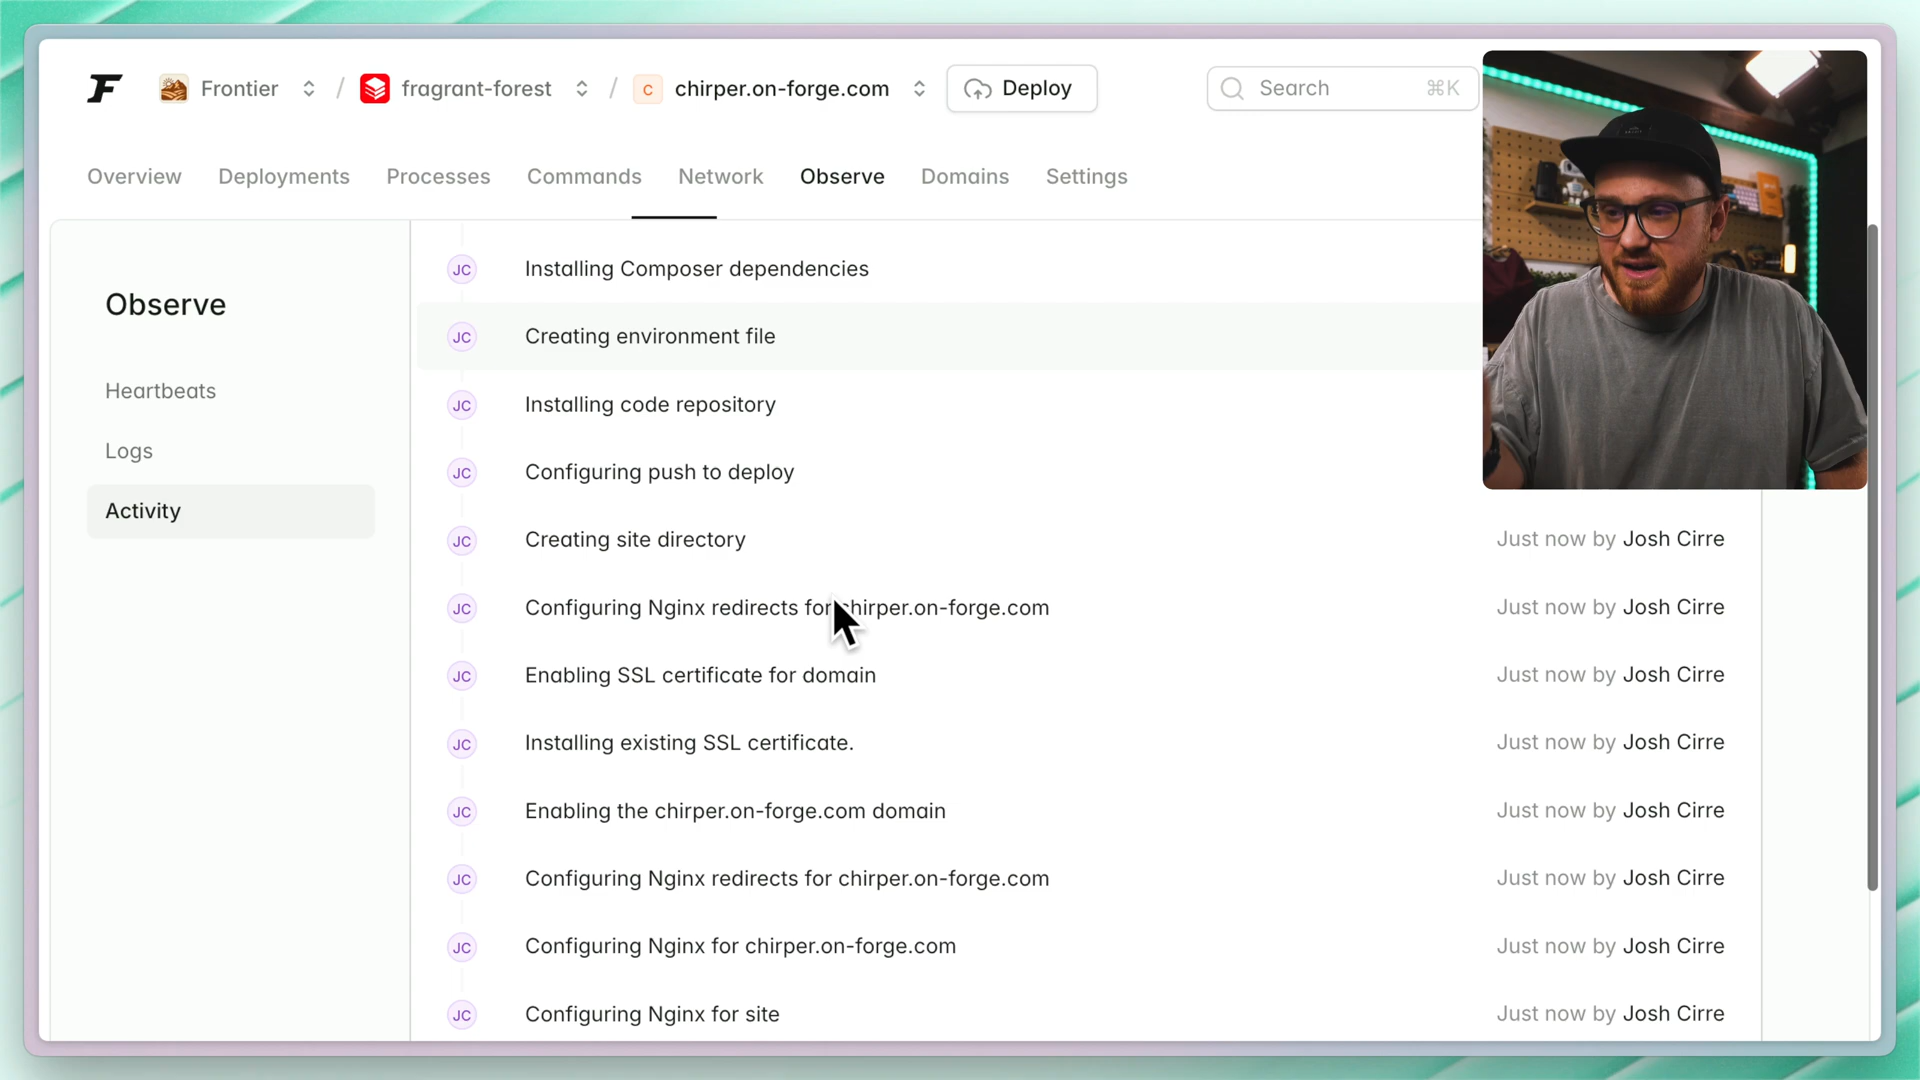 Frontier / fragrant-forest / c chirper.on-forge.com Deploy Search ⌘K
Overview Deployments Processes Commands Network Observe Domains Settings
Observe
Heartbeats
Logs
Activity
JC Installing Composer dependencies
JC Creating environment file
JC Installing code repository
JC Configuring push to deploy
JC Creating site directory Just now by Josh Cirre
JC Configuring Nginx redirects for chirper.on-forge.com Just now by Josh Cirre
JC Enabling SSL certificate for domain Just now by Josh Cirre
JC Installing existing SSL certificate. Just now by Josh Cirre
JC Enabling the chirper.on-forge.com domain Just now by Josh Cirre
JC Configuring Nginx redirects for chirper.on-forge.com Just now by Josh Cirre
JC Configuring Nginx for chirper.on-forge.com Just now by Josh Cirre
JC Configuring Nginx for site Just now by Josh Cirre